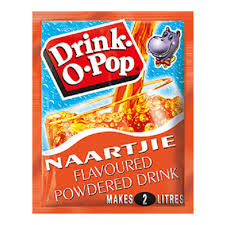 Drink-
O-Pop
NAARTJIE
FLAVOURED
POWDERED DRINK
MAKES 2 LITRES